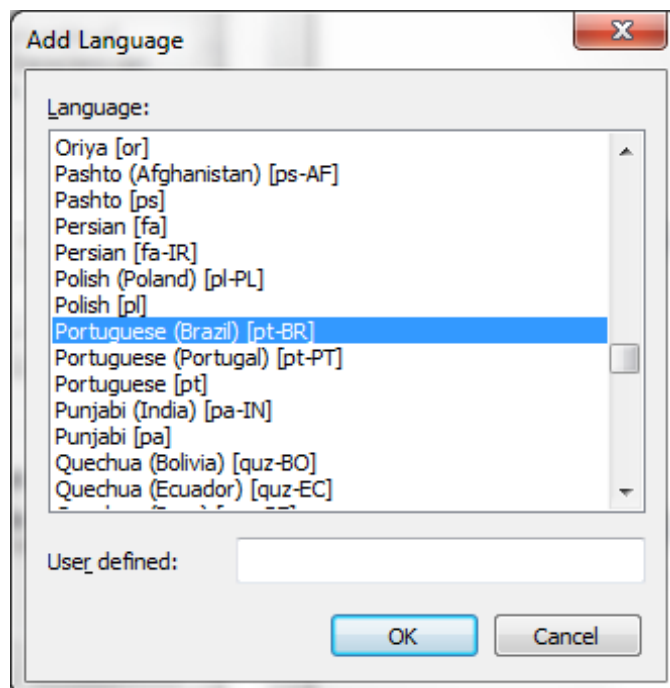 Add Language
Language:
Oriya [or]
Pashto (Afghanistan) [ps-AF]
Pashto [ps]
Persian [fa]
Persian [fa-IR]
Polish (Poland) [pl-PL]
Polish [pl]
Portuguese (Brazil) [pt-BR]
Portuguese (Portugal) [pt-PT]
Portuguese [pt]
Punjabi (India) [pa-IN]
Punjabi [pa]
Quechua (Bolivia) [quz-BO]
Quechua (Ecuador) [quz-EC]
User defined:
OK Cancel